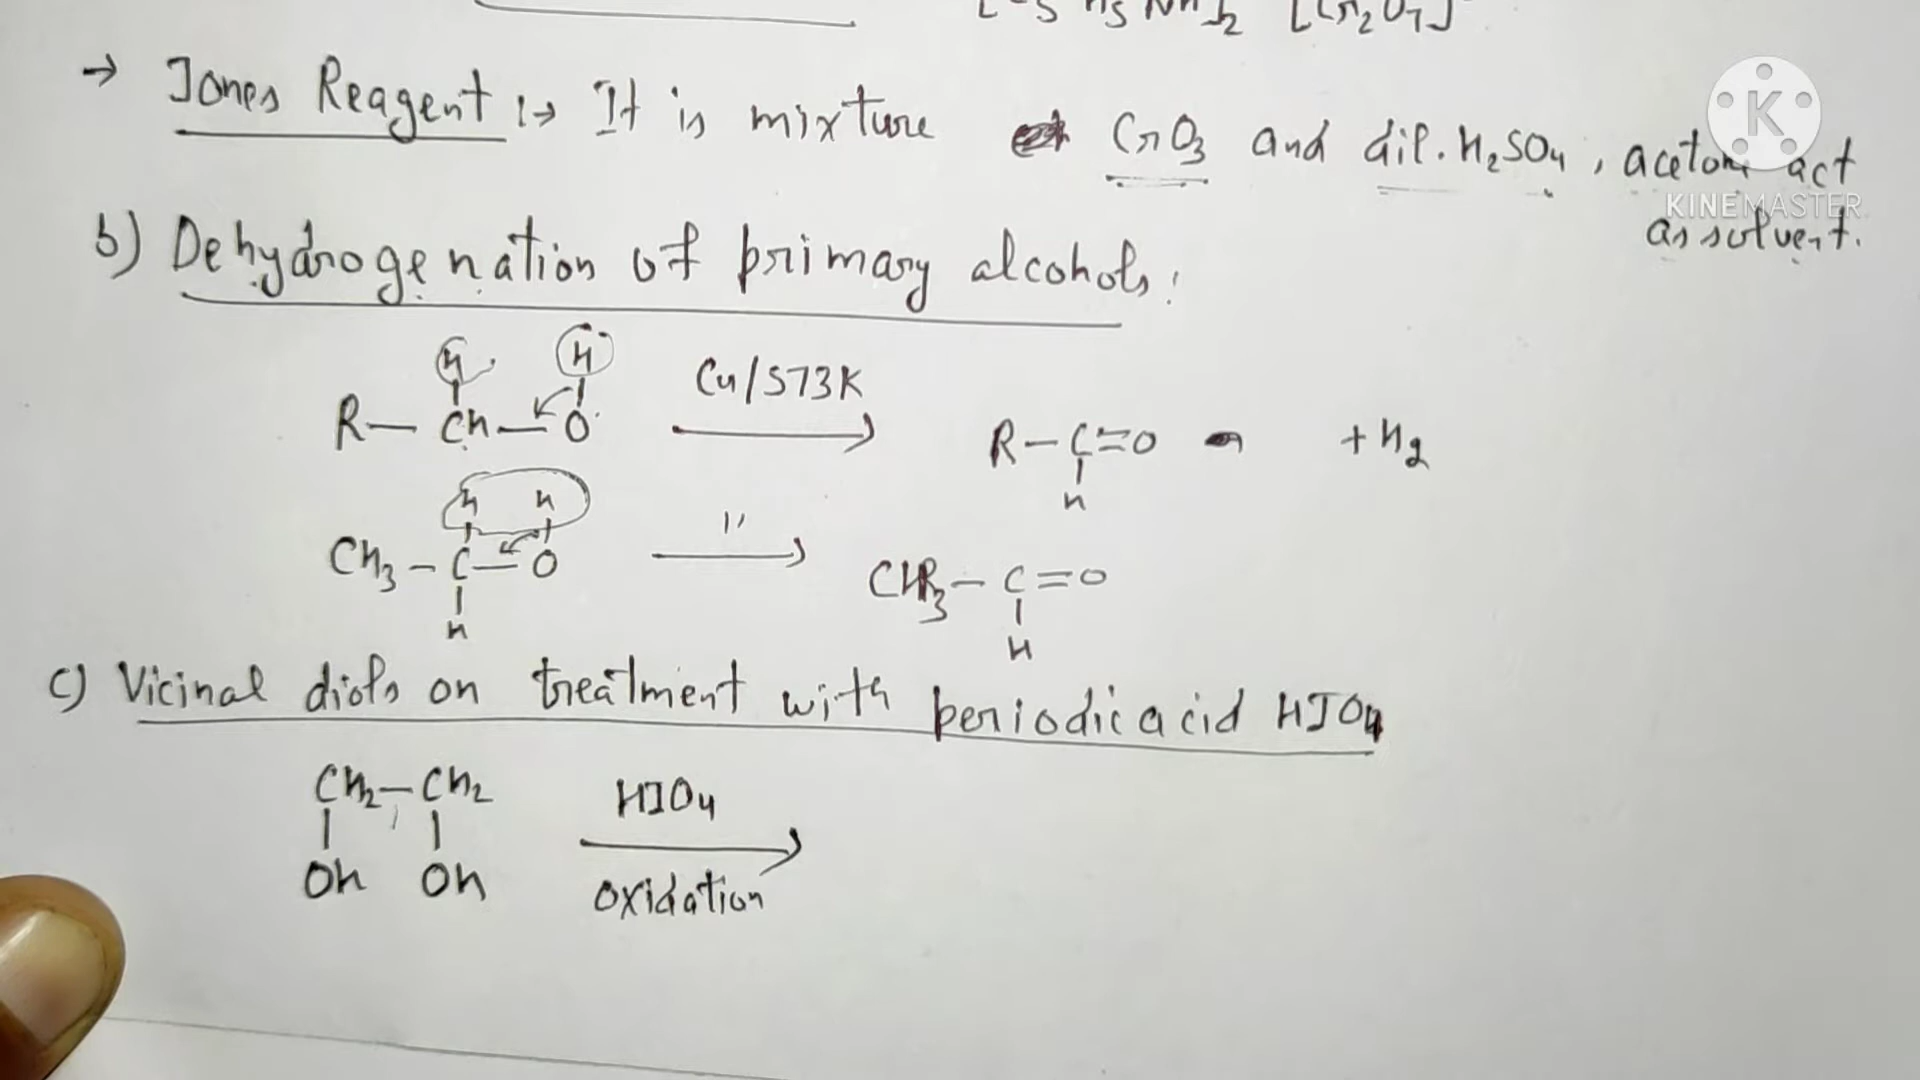 → Jones Reagent :→ It is mixture CrO3 and dil. H2SO4, acetone act as solvent.
K
KINEMASTER
b) Dehydrogenation of primary alcohols:
H H
R — CH — O Cu/573K R — C = O + H2
H
H H
CH3 — C — O " CH3 — C = O
H H
c) Vicinal diols on treatment with periodic acid HIO4
CH2 — CH2 HIO4
OH OH oxidation